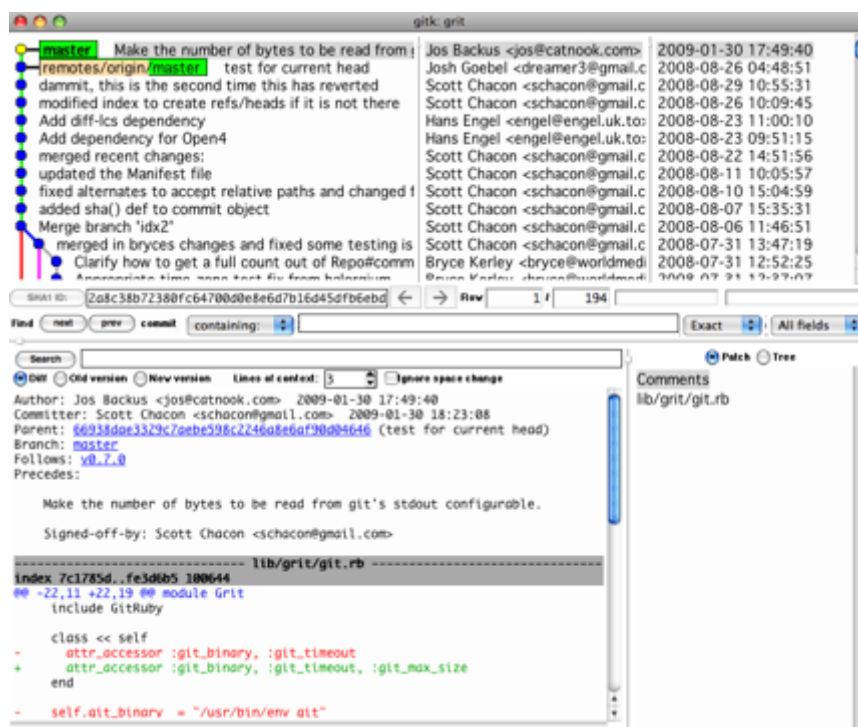 gitk: grit
master Make the number of bytes to be read from g Jos Backus <jos@catnook.com> 2009-01-30 17:49:40
remotes/origin/master test for current head Josh Goebel <dreamer3@gmail.c 2008-08-26 04:48:51
dammit, this is the second time this has reverted Scott Chacon <schacon@gmail.c 2008-08-29 10:55:31
modified index to create refs/heads if it is not there Scott Chacon <schacon@gmail.c 2008-08-26 10:09:45
Add diff-lcs dependency Hans Engel <engel@engel.uk.to> 2008-08-23 11:00:10
Add dependency for Open4 Hans Engel <engel@engel.uk.to> 2008-08-23 09:51:15
merged recent changes: Scott Chacon <schacon@gmail.c 2008-08-22 14:51:56
updated the Manifest file Scott Chacon <schacon@gmail.c 2008-08-11 10:05:57
fixed alternates to accept relative paths and changed f Scott Chacon <schacon@gmail.c 2008-08-10 15:04:59
added sha() def to commit object Scott Chacon <schacon@gmail.c 2008-08-07 15:35:31
Merge branch 'idx2' Scott Chacon <schacon@gmail.c 2008-08-06 11:46:51
merged in bryces changes and fixed some testing is Scott Chacon <schacon@gmail.c 2008-07-31 13:47:19
Clarify how to get a full count out of Repo#comm Bryce Kerley <bryce@worldmedi 2008-07-31 12:52:25
SHA1 ID: 2a8c38b72380fc64700d0e8e6d7b16d45dfb6ebd Row 1 / 194
Find next prev commit containing: Exact All fields
Search Patch Tree
Diff Old version New version Lines of context: 3 Ignore space change Comments
lib/grit/git.rb
Author: Jos Backus <jos@catnook.com> 2009-01-30 17:49:40
Committer: Scott Chacon <schacon@gmail.com> 2009-01-30 18:23:08
Parent: 66938dae3329c7aebe598c2246a8e6af90d04646 (test for current head)
Branch: master
Follows: v0.7.0
Precedes:
Make the number of bytes to be read from git's stdout configurable.
Signed-off-by: Scott Chacon <schacon@gmail.com>
------------------------------ lib/grit/git.rb ------------------------------
index 7c1785d..fe3d6b5 100644
@@ -22,11 +22,19 @@ module Grit
include GitRuby
class << self
- attr_accessor :git_binary, :git_timeout
+ attr_accessor :git_binary, :git_timeout, :git_max_size
end
- self.git_binary = "/usr/bin/env git"